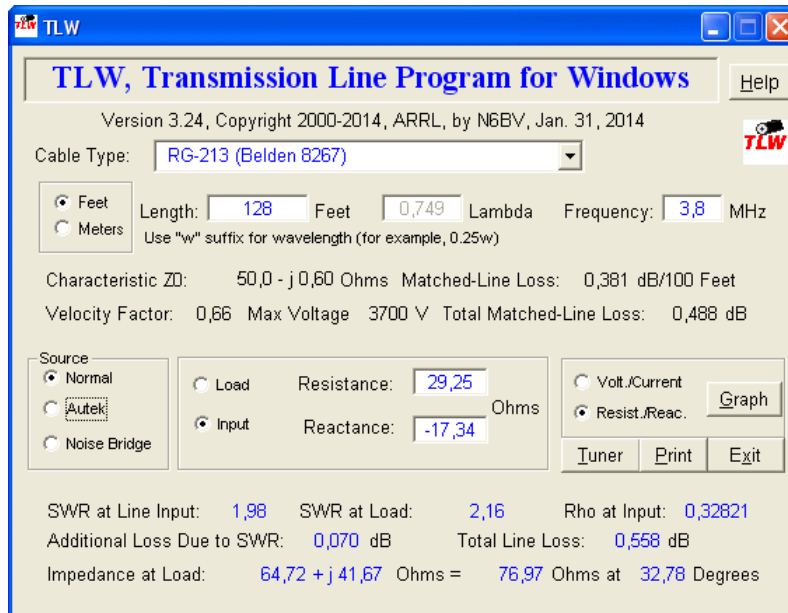 TLW TLW
TLW, Transmission Line Program for Windows
Help
Version 3.24, Copyright 2000-2014, ARRL, by N6BV, Jan. 31, 2014
TLW
Cable Type: RG-213 (Belden 8267)
Feet
Meters
Length: 128 Feet 0,749 Lambda Frequency: 3,8 MHz
Use "w" suffix for wavelength (for example, 0.25w)
Characteristic Z0: 50,0 - j 0,60 Ohms Matched-Line Loss: 0,381 dB/100 Feet
Velocity Factor: 0,66 Max Voltage 3700 V Total Matched-Line Loss: 0,488 dB
Source
Normal
Autek
Noise Bridge
Load
Input
Resistance: 29,25
Reactance: -17,34
Ohms
Volt./Current
Resist./Reac.
Graph
Tuner Print Exit
SWR at Line Input: 1,98 SWR at Load: 2,16 Rho at Input: 0,32821
Additional Loss Due to SWR: 0,070 dB Total Line Loss: 0,558 dB
Impedance at Load: 64,72 + j 41,67 Ohms = 76,97 Ohms at 32,78 Degrees